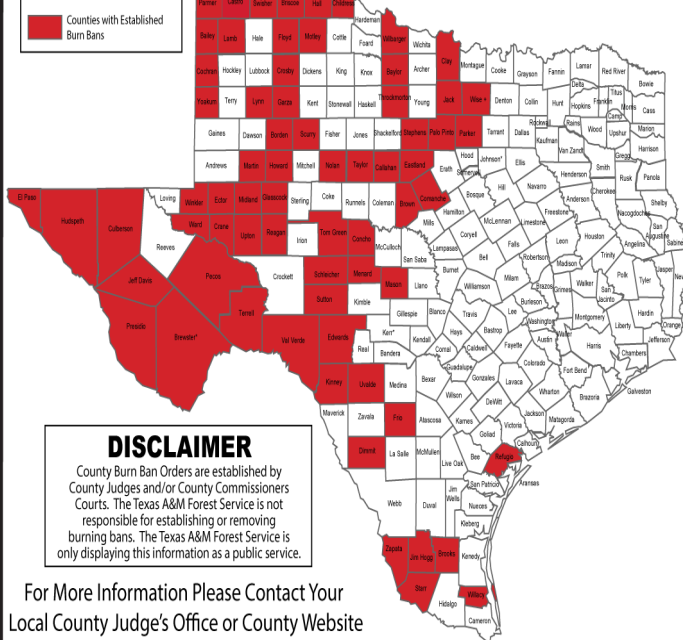 Parmer Castro Swisher Briscoe Hall Childress
Counties with Established
Burn Bans
Hardeman
Bailey Lamb Hale Floyd Motley Cottle Foard Wilbarger Wichita Clay
Montague Cooke Grayson Fannin Lamar Red River Bowie
Cochran Hockley Lubbock Crosby Dickens King Knox Baylor Archer
Delta Titus
Yoakum Terry Lynn Garza Kent Stonewall Haskell Throckmorton Young Jack Wise + Denton Collin Hunt Hopkins Franklin Morris Cass
Camp
Gaines Dawson Borden Scurry Fisher Jones Shackelford Stephens Palo Pinto Parker Tarrant Dallas Rockwall Rains Wood Upshur Marion
Kaufman Van Zandt Gregg Harrison
Andrews Martin Howard Mitchell Nolan Taylor Callahan Eastland Erath Hood Somervell Johnson* Ellis Henderson Smith Rusk Panola
El Paso Hudspeth Culberson Loving Winkler Ector Midland Glasscock Sterling Coke Runnels Coleman Brown Comanche Bosque Hill Navarro Anderson Cherokee Shelby
Reeves Ward Crane Upton Reagan Irion Tom Green Concho McCulloch Mills Hamilton McLennan Limestone Freestone Nacogdoches San Augustine Sabine
San Saba Lampasas Coryell Falls Leon Houston Angelina
Jeff Davis Pecos Crockett Schleicher Menard Mason Llano Burnet Bell Robertson Madison Trinity Polk Tyler Jasper
Presidio Brewster* Terrell Sutton Kimble Williamson Milam Brazos Grimes Walker San Jacinto
Gillespie Blanco Travis Lee Burleson Washington Montgomery Liberty Hardin Orange
Val Verde Edwards Real Kerr* Bandera Kendall Hays Comal Caldwell Bastrop Fayette Austin Waller Harris Chambers Jefferson
Kinney Uvalde Medina Bexar Guadalupe Gonzales Lavaca Colorado Fort Bend Galveston
Maverick Zavala Frio Atascosa Wilson Karnes DeWitt Jackson Wharton Matagorda Brazoria
Dimmit La Salle McMullen Live Oak Bee Goliad Victoria Calhoun
Refugio Aransas
San Patricio
Webb Duval Jim Wells Nueces
Kleberg
Zapata Jim Hogg Brooks Kenedy
Starr Hidalgo Willacy
Cameron
DISCLAIMER
County Burn Ban Orders are established by
County Judges and/or County Commissioners
Courts. The Texas A&M Forest Service is not
responsible for establishing or removing
burning bans. The Texas A&M Forest Service is
only displaying this information as a public service.
For More Information Please Contact Your
Local County Judge's Office or County Website